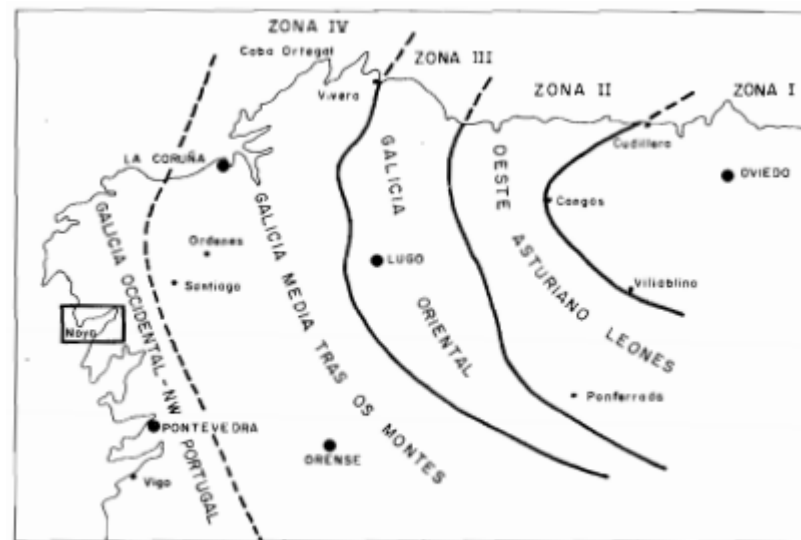 ZONA IV
Cabo Ortegal
ZONA III
Vivero
ZONA II
ZONA I
Cudillero
LA CORUÑA
OVIEDO
Cangas
Ordenes
LUGO
Santiago
Villablino
Noya
Ponferrada
PONTEVEDRA
ORENSE
Vigo
GALICIA OCCIDENTAL-NW PORTUGAL
GALICIA MEDIA TRAS OS MONTES
GALICIA ORIENTAL
OESTE ASTURIANO LEONES